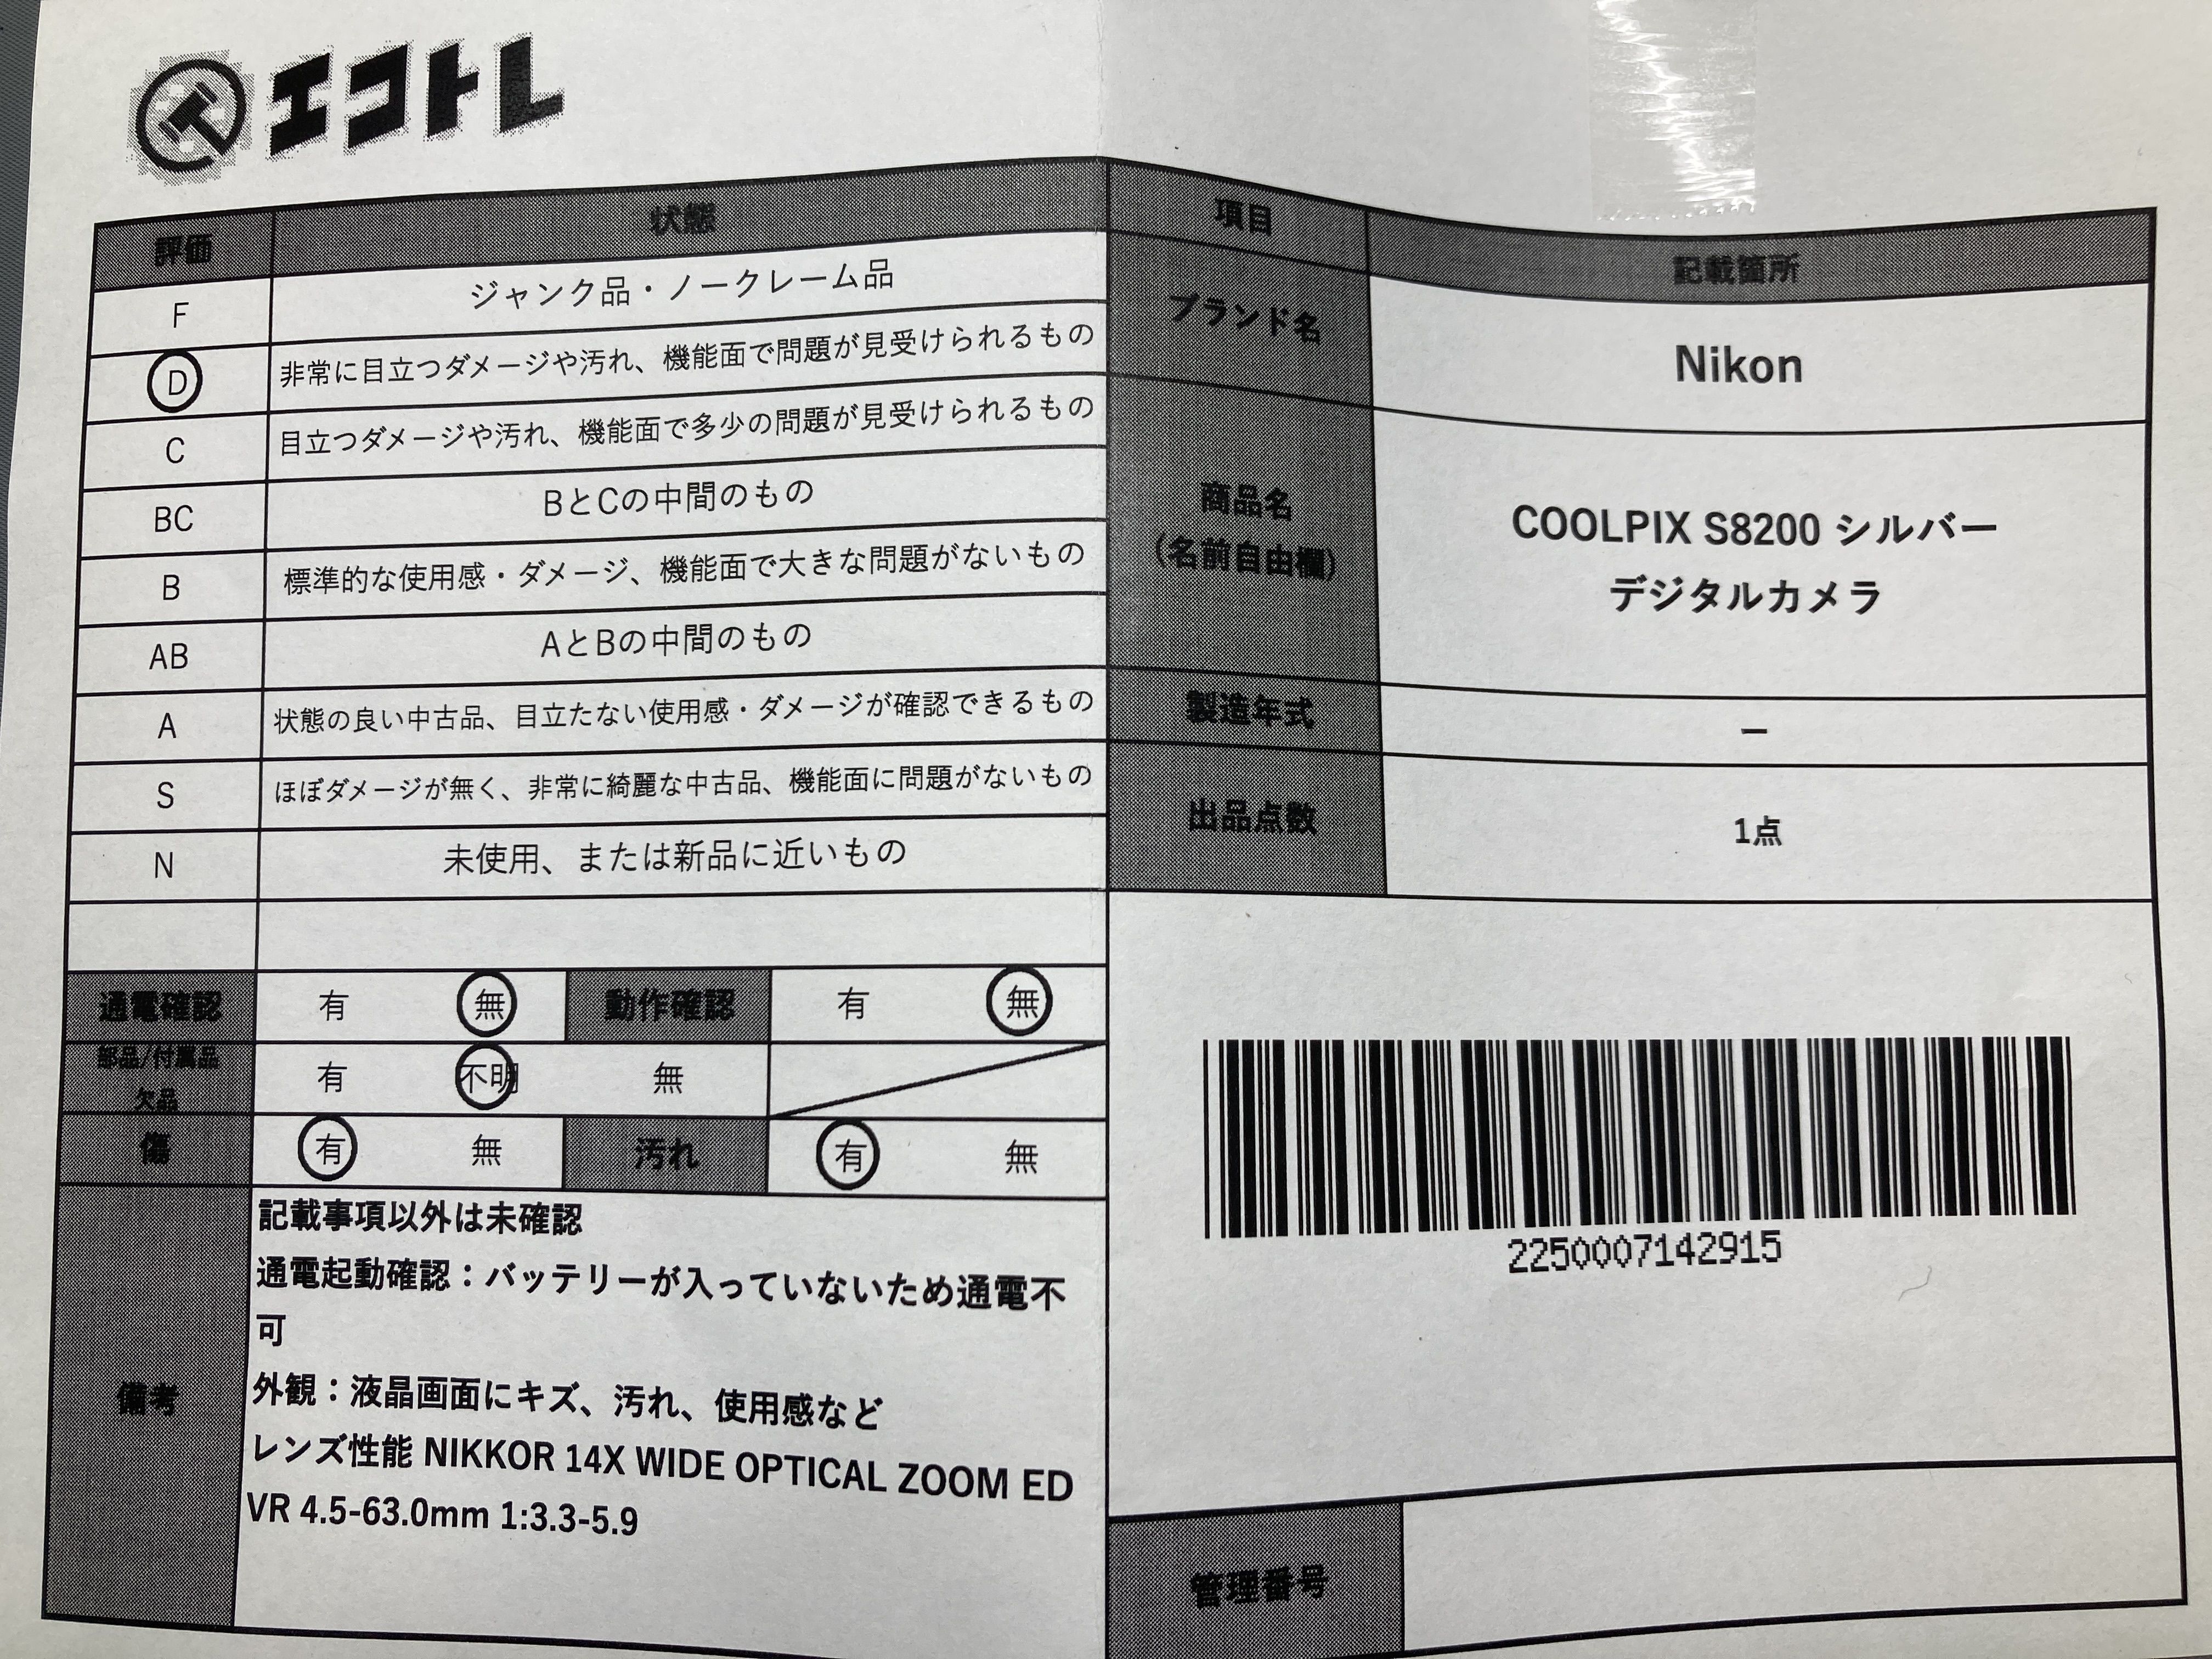 エコトレ
評価 状態
F ジャンク品・ノークレーム品
D 非常に目立つダメージや汚れ、機能面で問題が見受けられるもの
C 目立つダメージや汚れ、機能面で多少の問題が見受けられるもの
BC BとCの中間のもの
B 標準的な使用感・ダメージ、機能面で大きな問題がないもの
AB AとBの中間のもの
A 状態の良い中古品、目立たない使用感・ダメージが確認できるもの
S ほぼダメージが無く、非常に綺麗な中古品、機能面に問題がないもの
N 未使用、または新品に近いもの
通電確認 有 無 動作確認 有 無
部品/付属品
欠品 有 不明 無
傷 有 無 汚れ 有 無
備考
記載事項以外は未確認
通電起動確認：バッテリーが入っていないため通電不
可
外観：液晶画面にキズ、汚れ、使用感など
レンズ性能 NIKKOR 14X WIDE OPTICAL ZOOM ED
VR 4.5-63.0mm 1:3.3-5.9
項目 記載箇所
ブランド名 Nikon
商品名
（名前自由欄）
COOLPIX S8200 シルバー
デジタルカメラ
製造年式 ー
出品点数 1点
2250007142915
管理番号